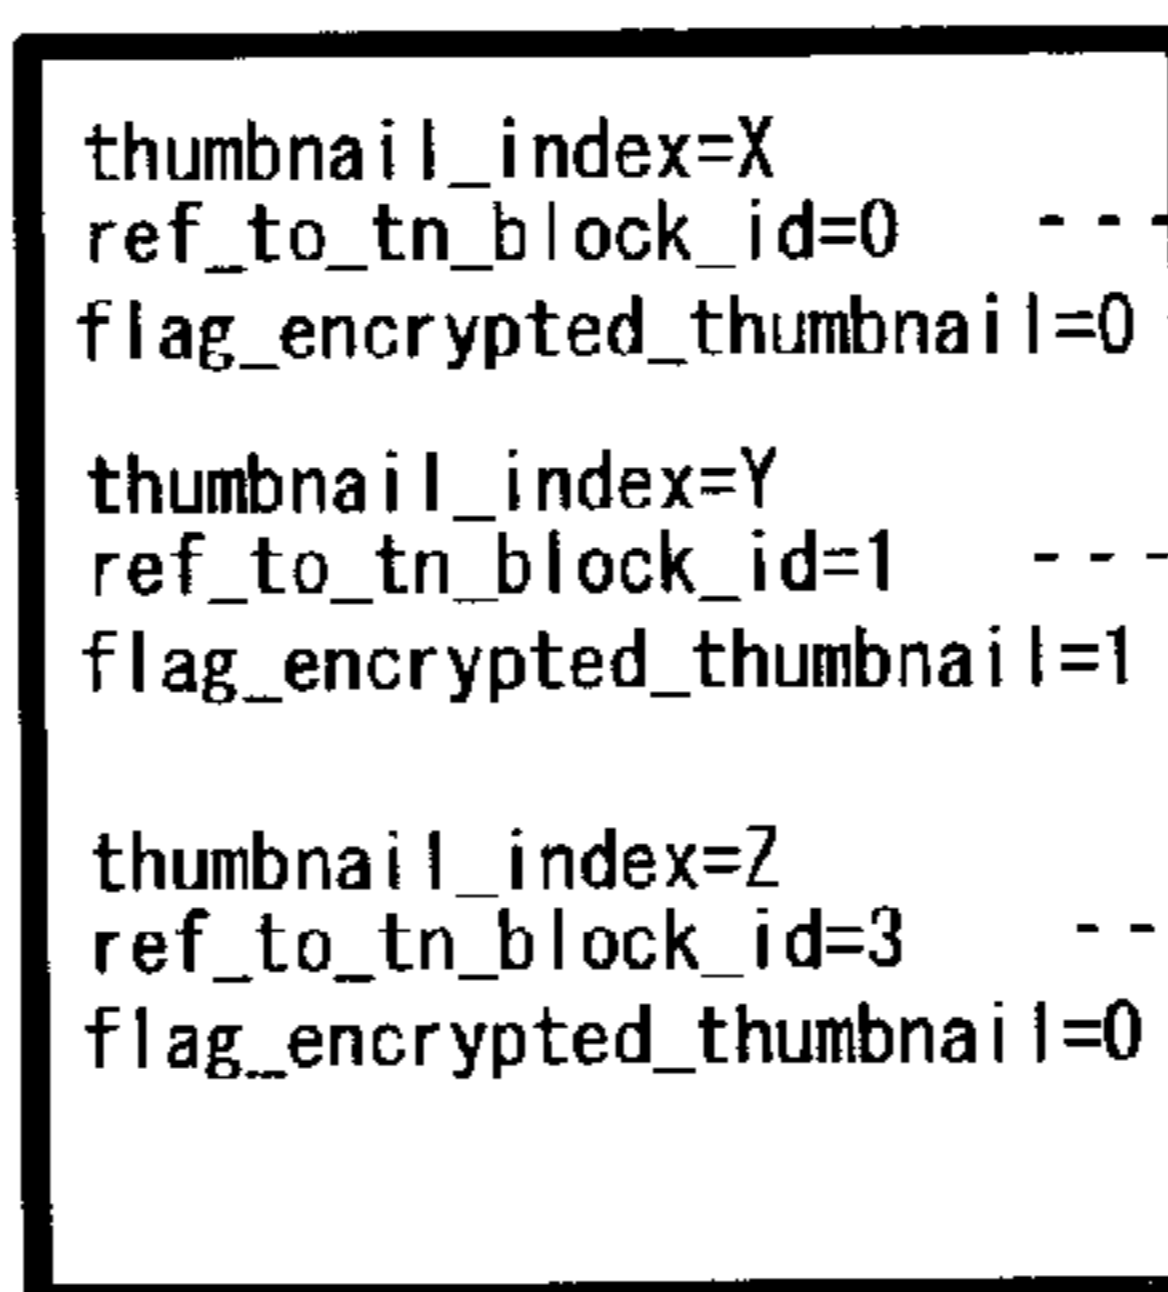 thumbnail_index=X
ref_to_tn_block_id=0 - - -
flag_encrypted_thumbnail=0
thumbnail_index=Y
ref_to_tn_block_id=1 - - -
flag_encrypted_thumbnail=1
thumbnail_index=Z
ref_to_tn_block_id=3 - -
flag_encrypted_thumbnail=0